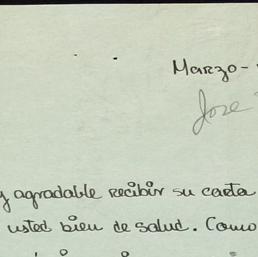 Marzo-
Jose
agradable recibir su carta
usted bien de salud. Como